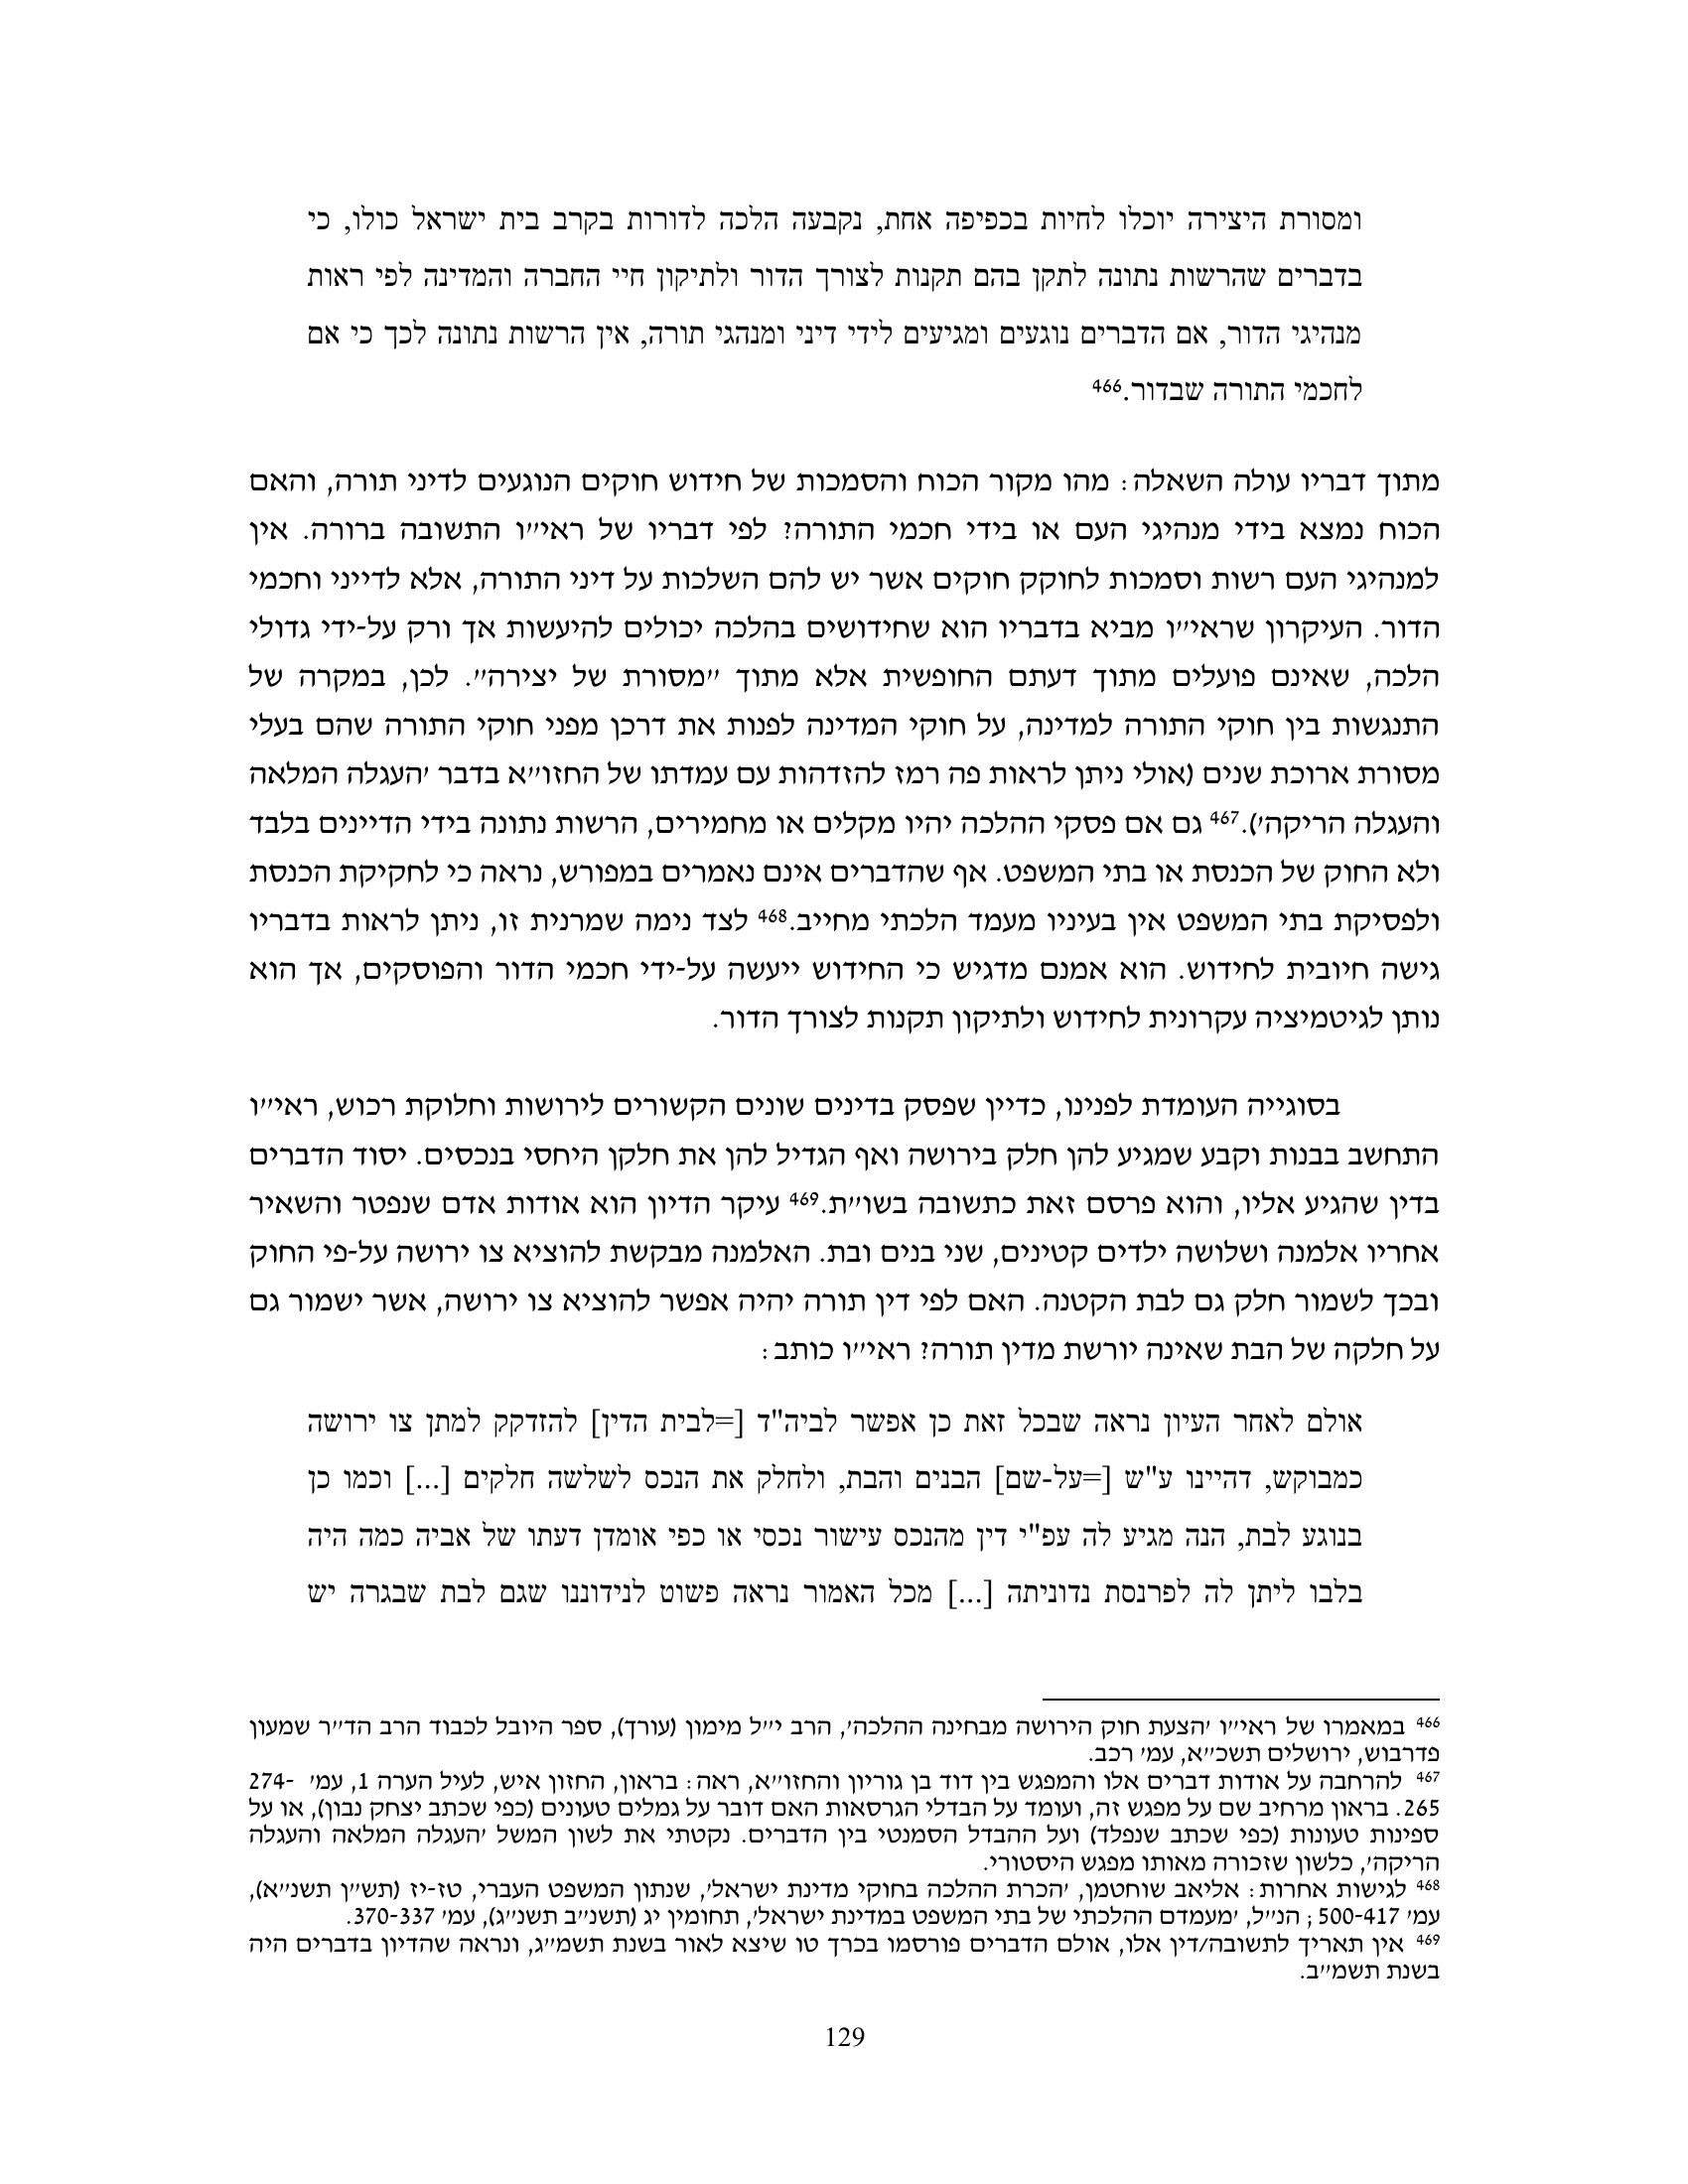 ומסורת היצירה יוכלו לחיות בכפיפה אחת, נקבעה הלכה לדורות בקרב בית ישראל כולו, כי
בדברים שהרשות נתונה לתקן בהם תקנות לצורך הדור ולתיקון חיי החברה והמדינה לפי ראות
מנהיגי הדור, אם הדברים נוגעים ומגיעים לידי דיני ומנהגי תורה, אין הרשות נתונה לכך כי אם
לחכמי התורה שבדור.466
מתוך דבריו עולה השאלה: מהו מקור הכוח והסמכות של חידוש חוקים הנוגעים לדיני תורה, והאם
הכוח נמצא בידי מנהיגי העם או בידי חכמי התורה? לפי דבריו של ראי״ו התשובה ברורה. אין
למנהיגי העם רשות וסמכות לחוקק חוקים אשר יש להם השלכות על דיני התורה, אלא לדייני וחכמי
הדור. העיקרון שראי״ו מביא בדבריו הוא שחידושים בהלכה יכולים להיעשות אך ורק על-ידי גדולי
הלכה, שאינם פועלים מתוך דעתם החופשית אלא מתוך ״מסורת של יצירה״. לכן, במקרה של
התנגשות בין חוקי התורה למדינה, על חוקי המדינה לפנות את דרכן מפני חוקי התורה שהם בעלי
מסורת ארוכת שנים (אולי ניתן לראות פה רמז להזדהות עם עמדתו של החזו״א בדבר ׳העגלה המלאה
והעגלה הריקה׳).467 גם אם פסקי ההלכה יהיו מקלים או מחמירים, הרשות נתונה בידי הדיינים בלבד
ולא החוק של הכנסת או בתי המשפט. אף שהדברים אינם נאמרים במפורש, נראה כי לחקיקת הכנסת
ולפסיקת בתי המשפט אין בעיניו מעמד הלכתי מחייב.468 לצד נימה שמרנית זו, ניתן לראות בדבריו
גישה חיובית לחידוש. הוא אמנם מדגיש כי החידוש ייעשה על-ידי חכמי הדור והפוסקים, אך הוא
נותן לגיטמיציה עקרונית לחידוש ולתיקון תקנות לצורך הדור.
בסוגייה העומדת לפנינו, כדיין שפסק בדינים שונים הקשורים לירושות וחלוקת רכוש, ראי״ו
התחשב בבנות וקבע שמגיע להן חלק בירושה ואף הגדיל להן את חלקן היחסי בנכסים. יסוד הדברים
בדין שהגיע אליו, והוא פרסם זאת כתשובה בשו״ת.469 עיקר הדיון הוא אודות אדם שנפטר והשאיר
אחריו אלמנה ושלושה ילדים קטינים, שני בנים ובת. האלמנה מבקשת להוציא צו ירושה על-פי החוק
ובכך לשמור חלק גם לבת הקטנה. האם לפי דין תורה יהיה אפשר להוציא צו ירושה, אשר ישמור גם
על חלקה של הבת שאינה יורשת מדין תורה? ראי״ו כותב:
אולם לאחר העיון נראה שבכל זאת כן אפשר לביה"ד [=לבית הדין] להזדקק למתן צו ירושה
כמבוקש, דהיינו ע"ש [=על-שם] הבנים והבת, ולחלק את הנכס לשלשה חלקים [...] וכמו כן
בנוגע לבת, הנה מגיע לה עפ"י דין מהנכס עישור נכסי או כפי אומדן דעתו של אביה כמה היה
בלבו ליתן לה לפרנסת נדוניתה [...] מכל האמור נראה פשוט לנידוננו שגם לבת שבגרה יש
466 במאמרו של ראי״ו ׳הצעת חוק הירושה מבחינה ההלכה׳, הרב י״ל מימון (עורך), ספר היובל לכבוד הרב הד״ר שמעון
פדרבוש, ירושלים תשכ״א, עמ׳ רכב.
467 להרחבה על אודות דברים אלו והמפגש בין דוד בן גוריון והחזו״א, ראה: בראון, החזון איש, לעיל הערה 1, עמ׳ 274-
265. בראון מרחיב שם על מפגש זה, ועומד על הבדלי הגרסאות האם דובר על גמלים טעונים (כפי שכתב יצחק נבון), או על
ספינות טעונות (כפי שכתב שנפלד) ועל ההבדל הסמנטי בין הדברים. נקטתי את לשון המשל ׳העגלה המלאה והעגלה
הריקה׳, כלשון שזכורה מאותו מפגש היסטורי.
468 לגישות אחרות: אליאב שוחטמן, ׳הכרת ההלכה בחוקי מדינת ישראל׳, שנתון המשפט העברי, טז-יז (תש״ן תשנ״א),
עמ׳ 500-417; הנ״ל, ׳מעמדם ההלכתי של בתי המשפט במדינת ישראל׳, תחומין יג (תשנ״ב תשנ״ג), עמ׳ 370-337.
469 אין תאריך לתשובה/דין אלו, אולם הדברים פורסמו בכרך טו שיצא לאור בשנת תשמ״ג, ונראה שהדיון בדברים היה
בשנת תשמ״ב.
129